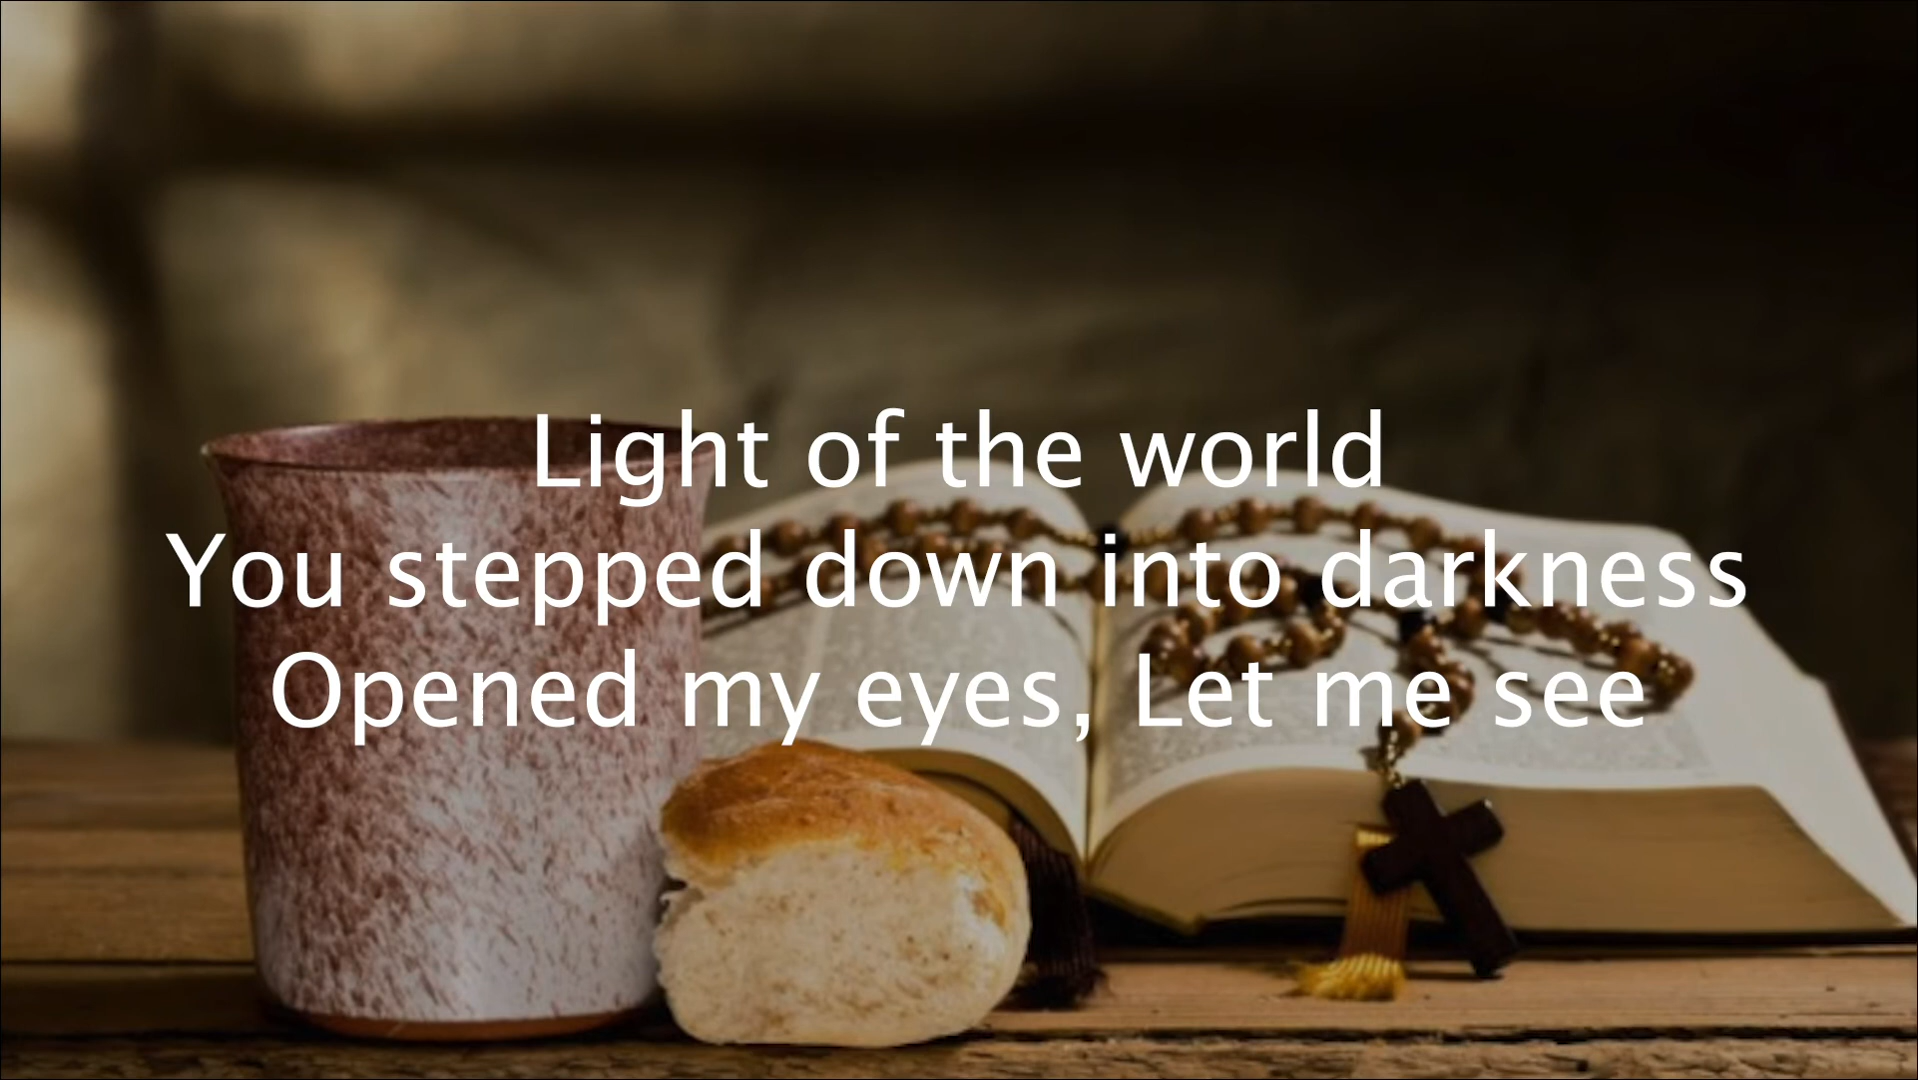 Light of the world
You stepped down into darkness
Opened my eyes, Let me see